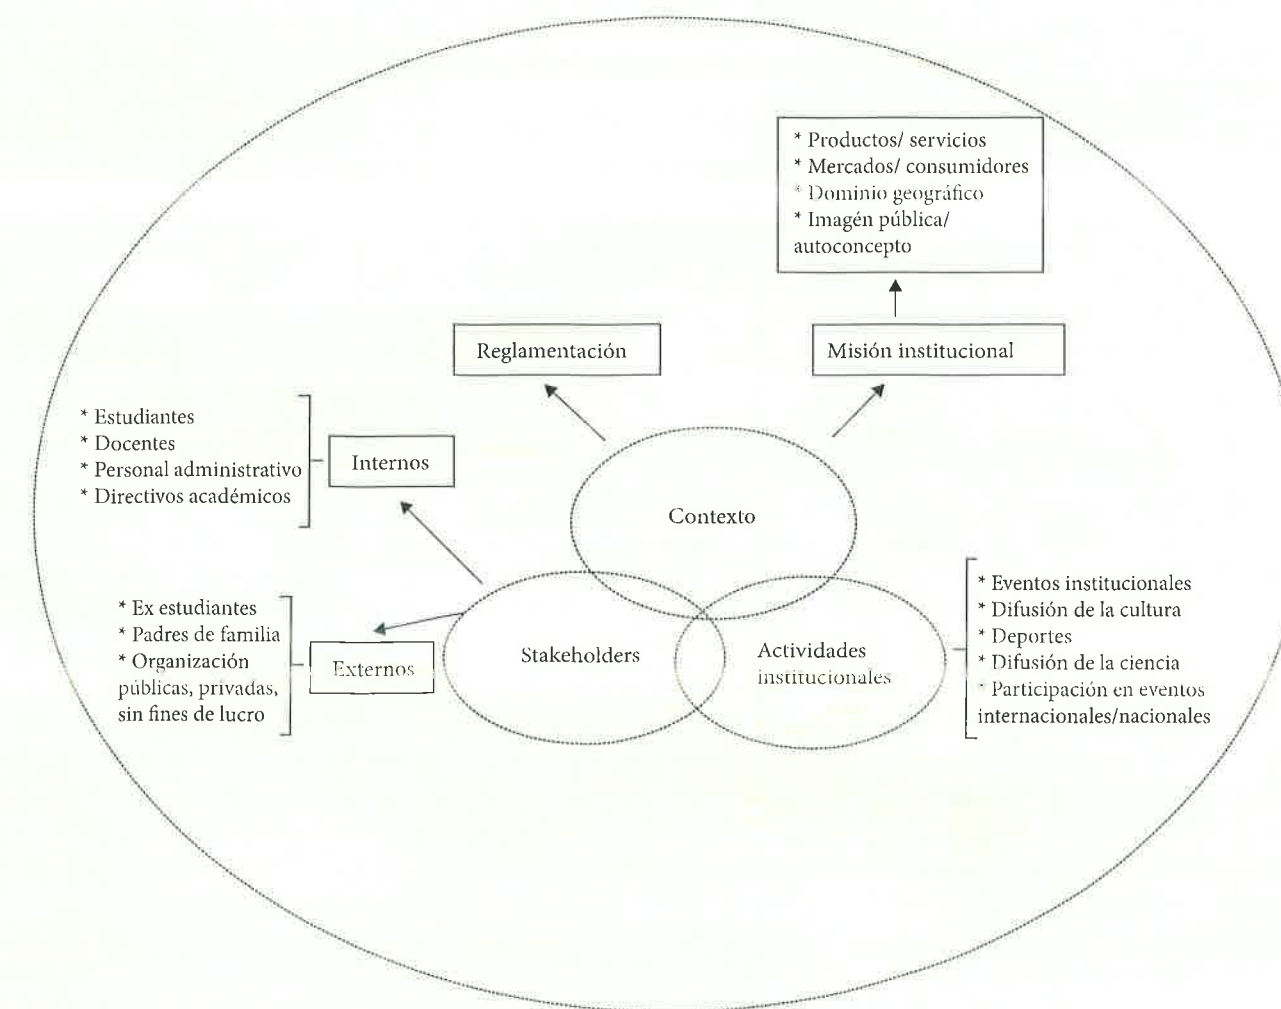 * Productos/ servicios
* Mercados/ consumidores
* Dominio geográfico
* Imagén pública/
autoconcepto
Reglamentación
Misión institucional
* Estudiantes
* Docentes
* Personal administrativo
* Directivos académicos
Internos
Contexto
* Ex estudiantes
* Padres de familia
* Organización
públicas, privadas,
sin fines de lucro
Externos
Stakeholders
Actividades
institucionales
* Eventos institucionales
* Difusión de la cultura
* Deportes
* Difusión de la ciencia
* Participación en eventos
internacionales/nacionales